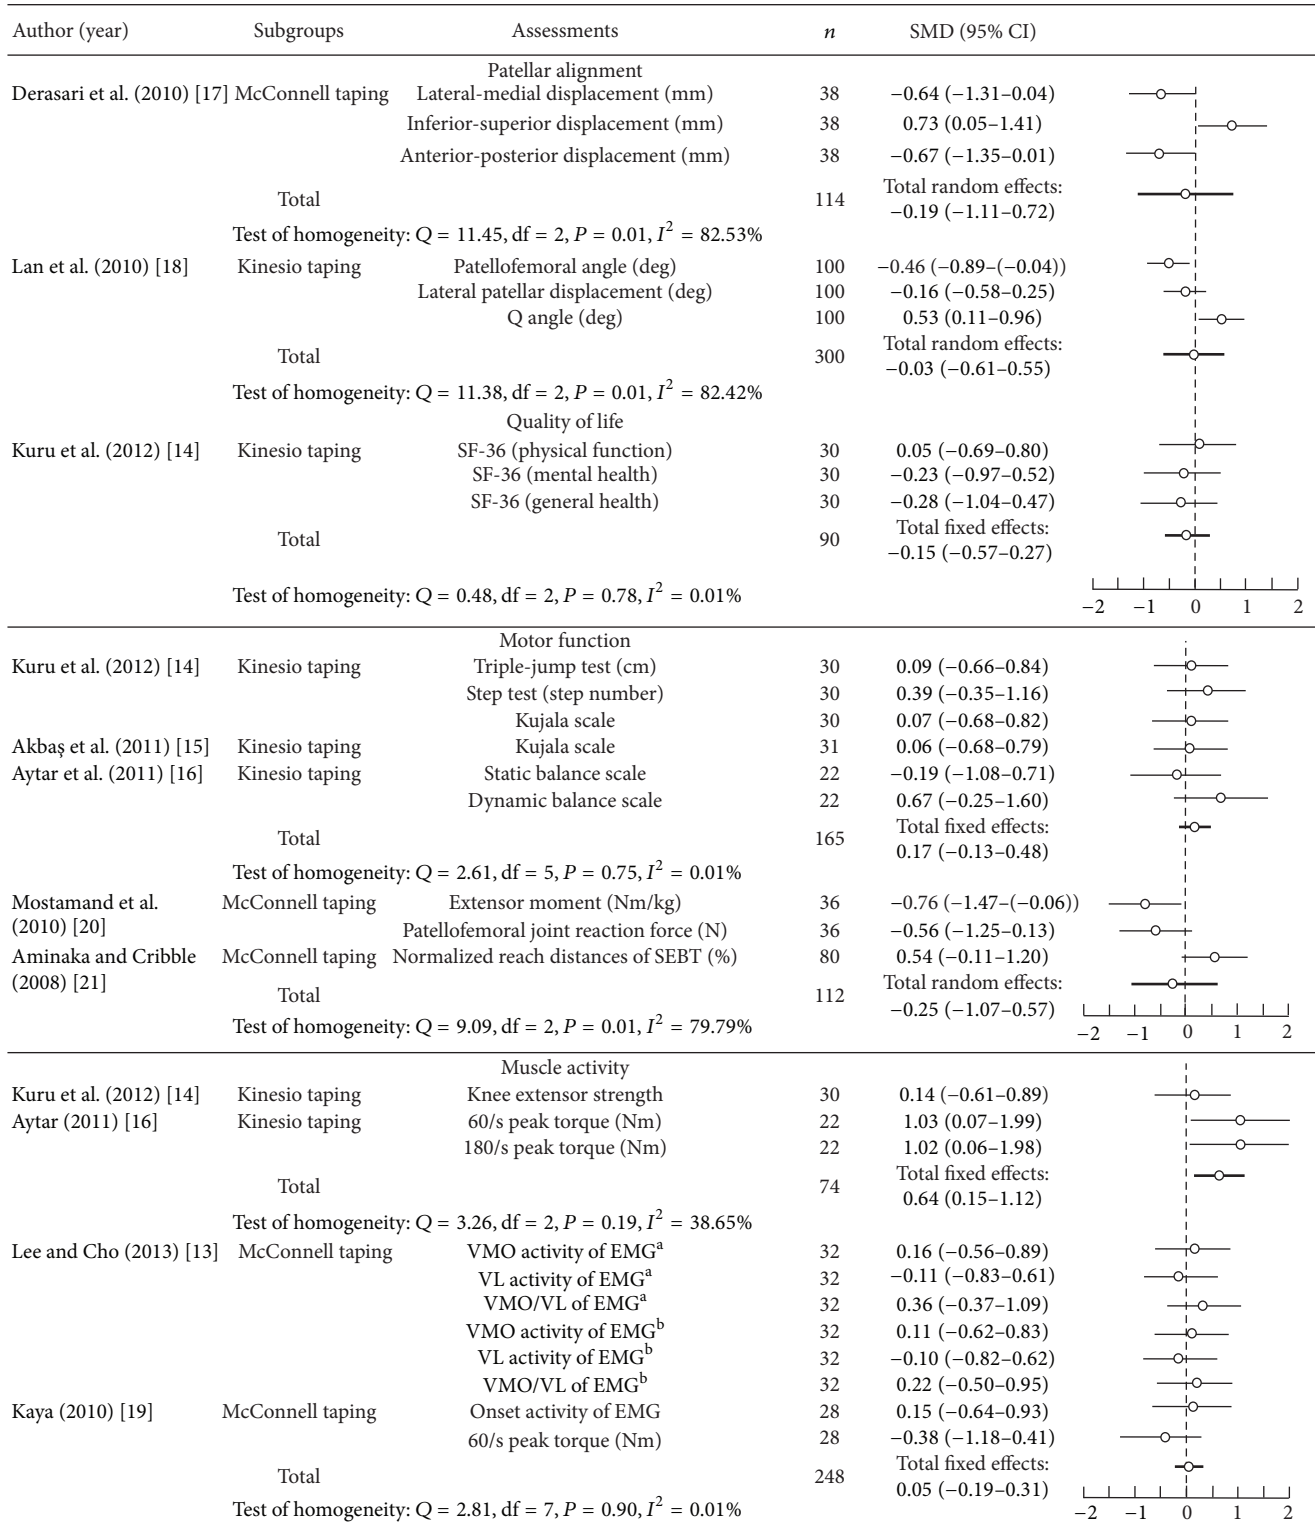 Author (year) Subgroups Assessments n SMD (95% CI)
Patellar alignment
Derasari et al. (2010) [17] McConnell taping Lateral-medial displacement (mm) 38 −0.64 (−1.31–0.04)
Inferior-superior displacement (mm) 38 0.73 (0.05–1.41)
Anterior-posterior displacement (mm) 38 −0.67 (−1.35–0.01)
Total 114 Total random effects:
−0.19 (−1.11–0.72)
Test of homogeneity: Q = 11.45, df = 2, P = 0.01, I² = 82.53%
Lan et al. (2010) [18] Kinesio taping Patellofemoral angle (deg) 100 −0.46 (−0.89–(−0.04))
Lateral patellar displacement (deg) 100 −0.16 (−0.58–0.25)
Q angle (deg) 100 0.53 (0.11–0.96)
Total 300 Total random effects:
−0.03 (−0.61–0.55)
Test of homogeneity: Q = 11.38, df = 2, P = 0.01, I² = 82.42%
Quality of life
Kuru et al. (2012) [14] Kinesio taping SF-36 (physical function) 30 0.05 (−0.69–0.80)
SF-36 (mental health) 30 −0.23 (−0.97–0.52)
SF-36 (general health) 30 −0.28 (−1.04–0.47)
Total 90 Total fixed effects:
−0.15 (−0.57–0.27)
Test of homogeneity: Q = 0.48, df = 2, P = 0.78, I² = 0.01%
−2 −1 0 1 2
Motor function
Kuru et al. (2012) [14] Kinesio taping Triple-jump test (cm) 30 0.09 (−0.66–0.84)
Step test (step number) 30 0.39 (−0.35–1.16)
Kujala scale 30 0.07 (−0.68–0.82)
Akbaş et al. (2011) [15] Kinesio taping Kujala scale 31 0.06 (−0.68–0.79)
Aytar et al. (2011) [16] Kinesio taping Static balance scale 22 −0.19 (−1.08–0.71)
Dynamic balance scale 22 0.67 (−0.25–1.60)
Total 165 Total fixed effects:
0.17 (−0.13–0.48)
Test of homogeneity: Q = 2.61, df = 5, P = 0.75, I² = 0.01%
Mostamand et al. McConnell taping Extensor moment (Nm/kg) 36 −0.76 (−1.47–(−0.06))
(2010) [20] Patellofemoral joint reaction force (N) 36 −0.56 (−1.25–0.13)
Aminaka and Cribble McConnell taping Normalized reach distances of SEBT (%) 80 0.54 (−0.11–1.20)
(2008) [21] Total 112 Total random effects:
−0.25 (−1.07–0.57)
Test of homogeneity: Q = 9.09, df = 2, P = 0.01, I² = 79.79%
−2 −1 0 1 2
Muscle activity
Kuru et al. (2012) [14] Kinesio taping Knee extensor strength 30 0.14 (−0.61–0.89)
Aytar (2011) [16] Kinesio taping 60/s peak torque (Nm) 22 1.03 (0.07–1.99)
180/s peak torque (Nm) 22 1.02 (0.06–1.98)
Total 74 Total fixed effects:
0.64 (0.15–1.12)
Test of homogeneity: Q = 3.26, df = 2, P = 0.19, I² = 38.65%
Lee and Cho (2013) [13] McConnell taping VMO activity of EMGᵃ 32 0.16 (−0.56–0.89)
VL activity of EMGᵃ 32 −0.11 (−0.83–0.61)
VMO/VL of EMGᵃ 32 0.36 (−0.37–1.09)
VMO activity of EMGᵇ 32 0.11 (−0.62–0.83)
VL activity of EMGᵇ 32 −0.10 (−0.82–0.62)
VMO/VL of EMGᵇ 32 0.22 (−0.50–0.95)
Kaya (2010) [19] McConnell taping Onset activity of EMG 28 0.15 (−0.64–0.93)
60/s peak torque (Nm) 28 −0.38 (−1.18–0.41)
Total 248 Total fixed effects:
0.05 (−0.19–0.31)
Test of homogeneity: Q = 2.81, df = 7, P = 0.90, I² = 0.01%
−2 −1 0 1 2